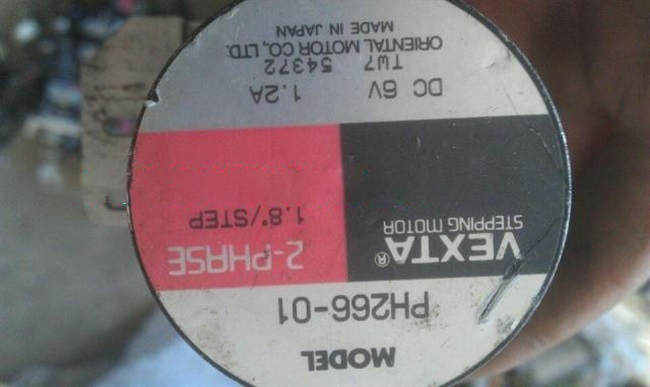 MODEL
PH266-01
VEXTA®
STEPPING MOTOR
2-PHASE
1.8°/STEP
DC 6V 1.2A
TW7 54372
ORIENTAL MOTOR CO., LTD.
MADE IN JAPAN